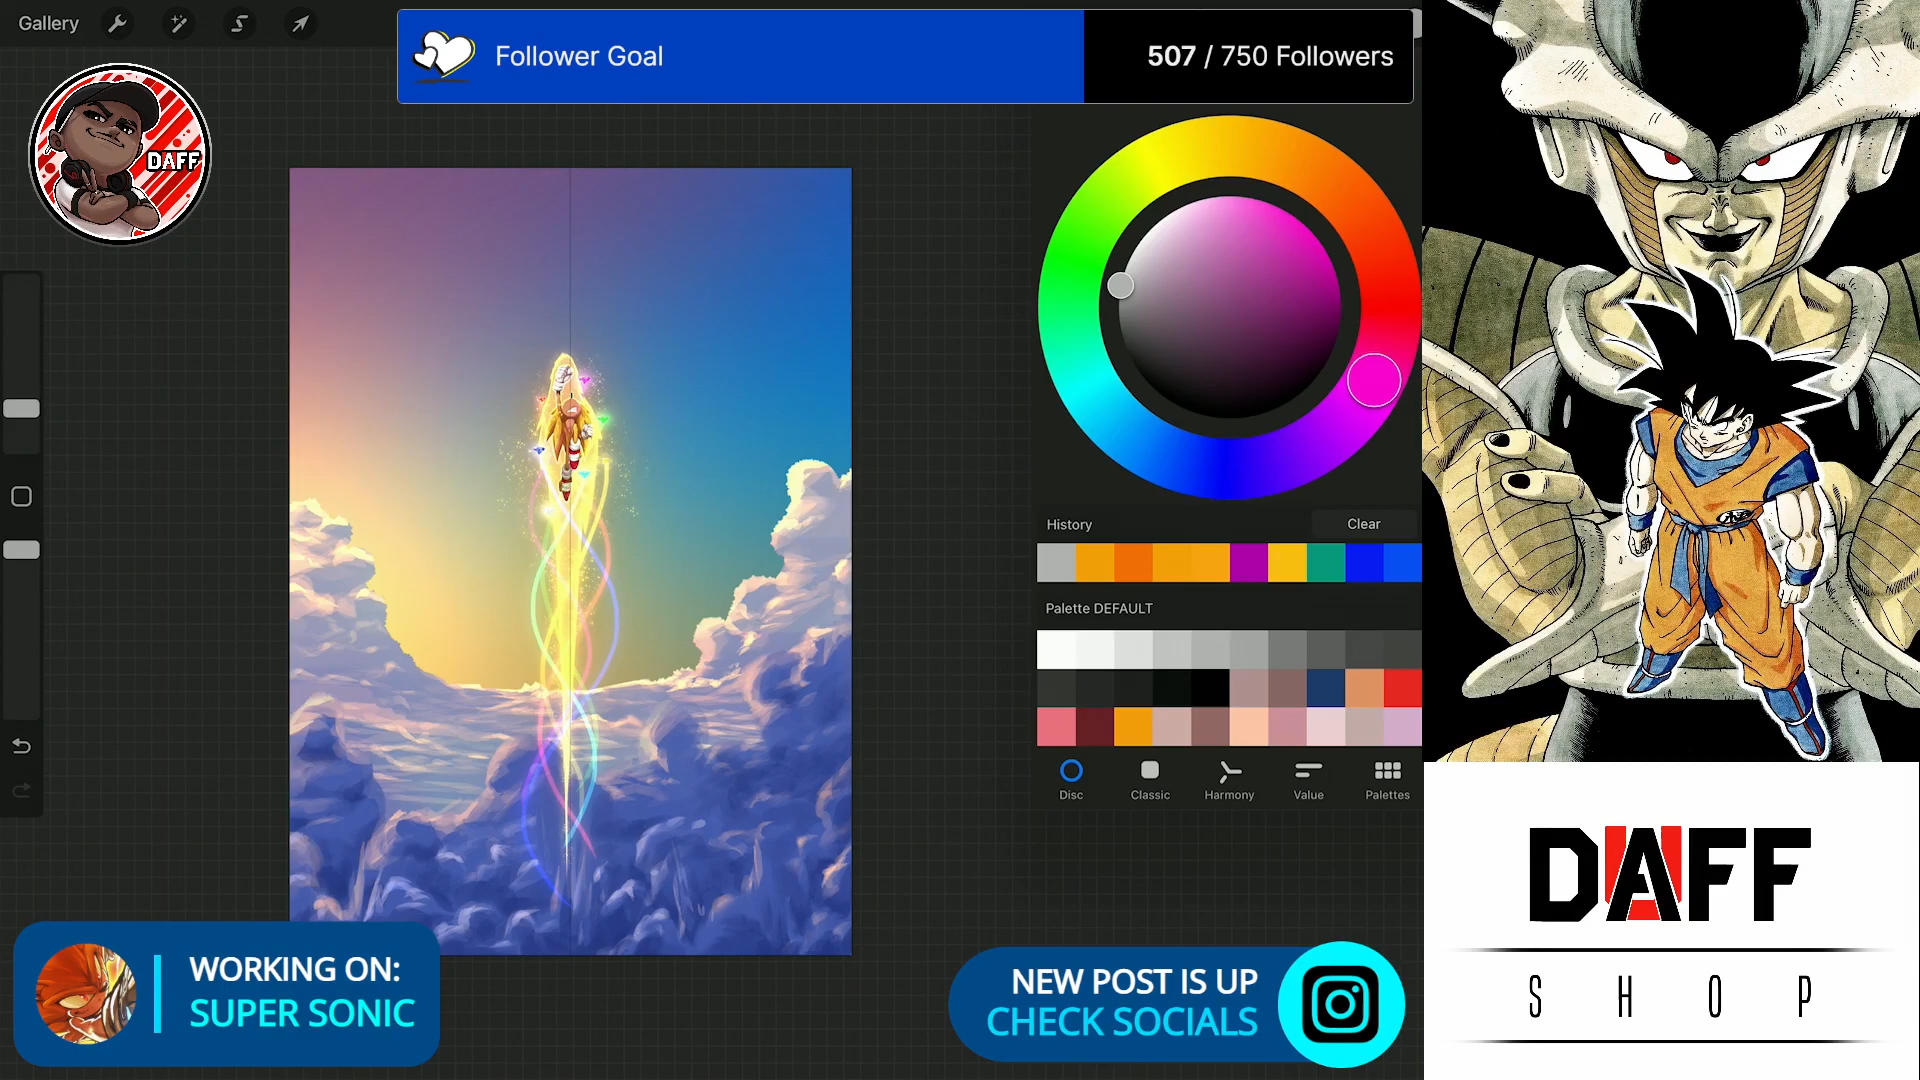 Gallery
Follower Goal
507 / 750 Followers
DAFF
History
Clear
Palette DEFAULT
Disc
Classic
Harmony
Value
Palettes
WORKING ON:
SUPER SONIC
NEW POST IS UP
CHECK SOCIALS
DAFF
SHOP